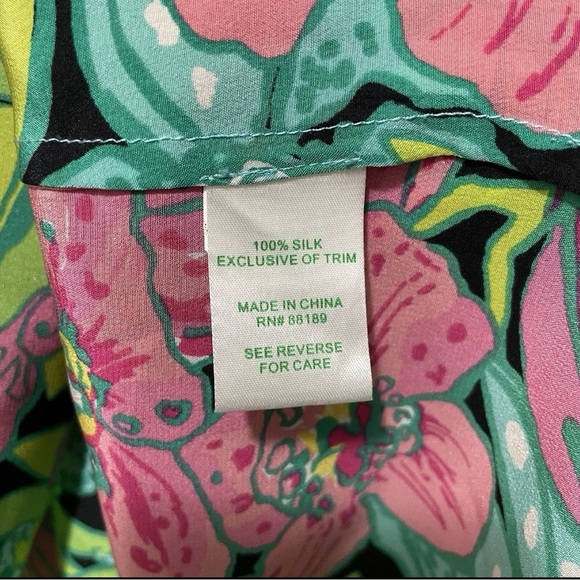 100% SILK
EXCLUSIVE OF TRIM
MADE IN CHINA
RN# 88189
SEE REVERSE
FOR CARE